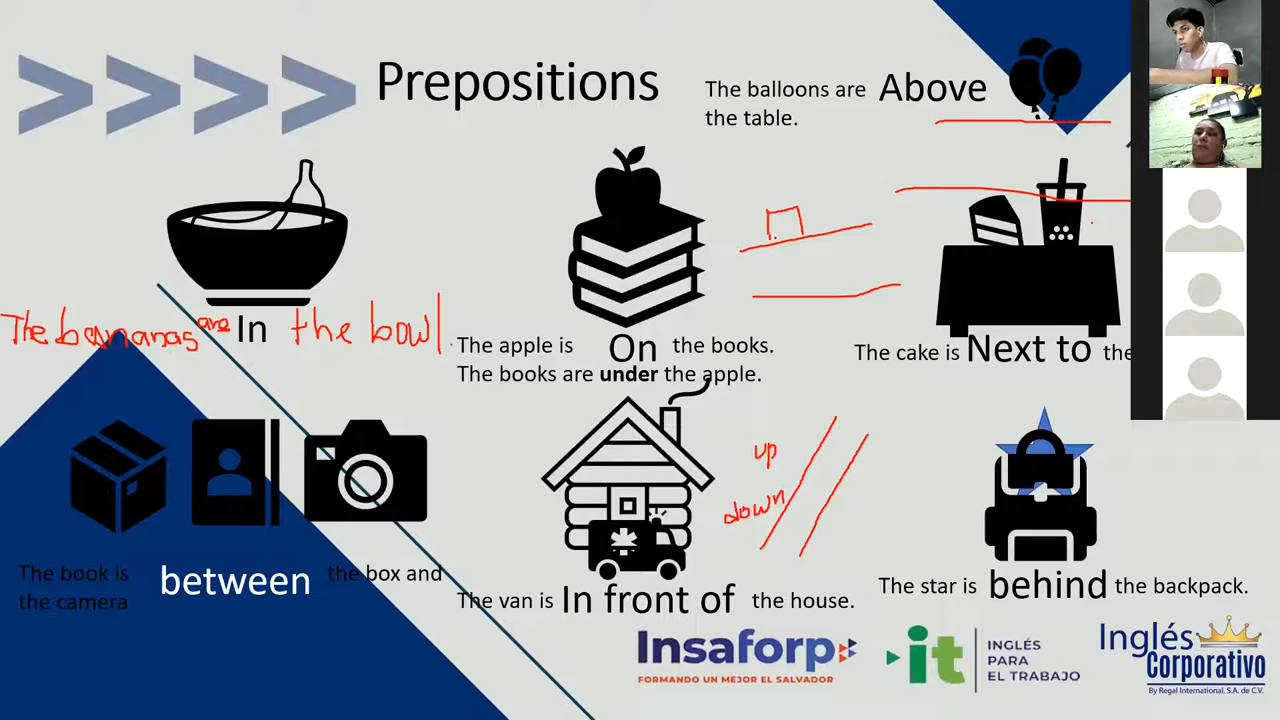 Prepositions
The balloons are Above
the table.
The bananas are In the bowl
The apple is On the books.
The books are under the apple.
The cake is Next to the
up
down
The book is between the box and
the camera
The van is In front of the house.
The star is behind the backpack.
Insaforp
FORMANDO UN MEJOR EL SALVADOR
it
INGLÉS
PARA
EL TRABAJO
Inglés
Corporativo
By Regal International, S.A. de C.V.